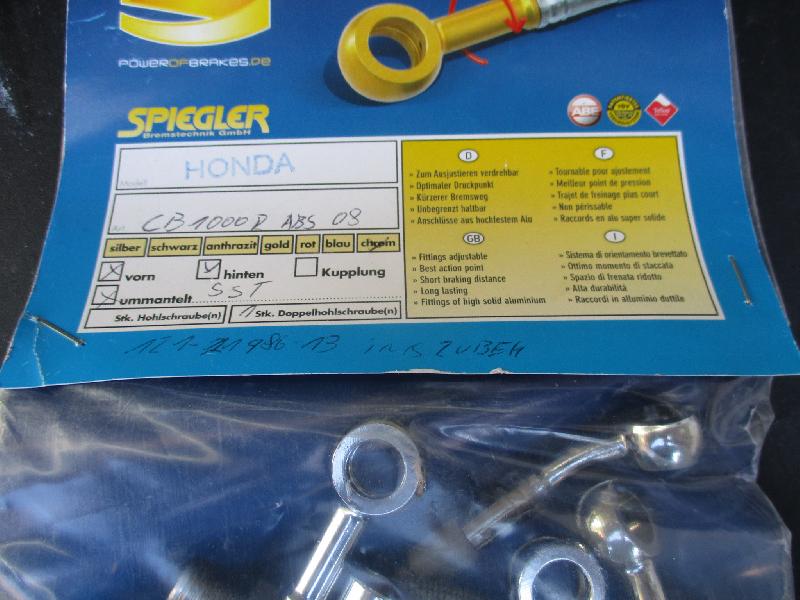 POWEROFBRAKES.DE
SPIEGLER
Bremstechnik GmbH
ABE
Modell
HONDA
Art
CB1000R ABS 08
silber schwarz anthrazit gold rot blau chrom
vorn hinten Kupplung
ummantelt SST
Stk. Hohlschraube(n) 1 Stk. Doppelhohlschraube(n)
D
» Zum Ausjustieren verdrehbar
» Optimaler Druckpunkt
» Kürzerer Bremsweg
» Unbegrenzt haltbar
» Anschlüsse aus hochfestem Alu
F
» Tournable pour ajustement
» Meilleur point de pression
» Trajet de freinage plus court
» Non périssable
» Raccords en alu super solide
GB
» Fittings adjustable
» Best action point
» Short braking distance
» Long lasting
» Fittings of high solid aluminium
I
» Sistema di orientamento brevettato
» Ottimo momento di staccata
» Spazio di frenata ridotto
» Alta durabilità
» Raccordi in alluminio duttile